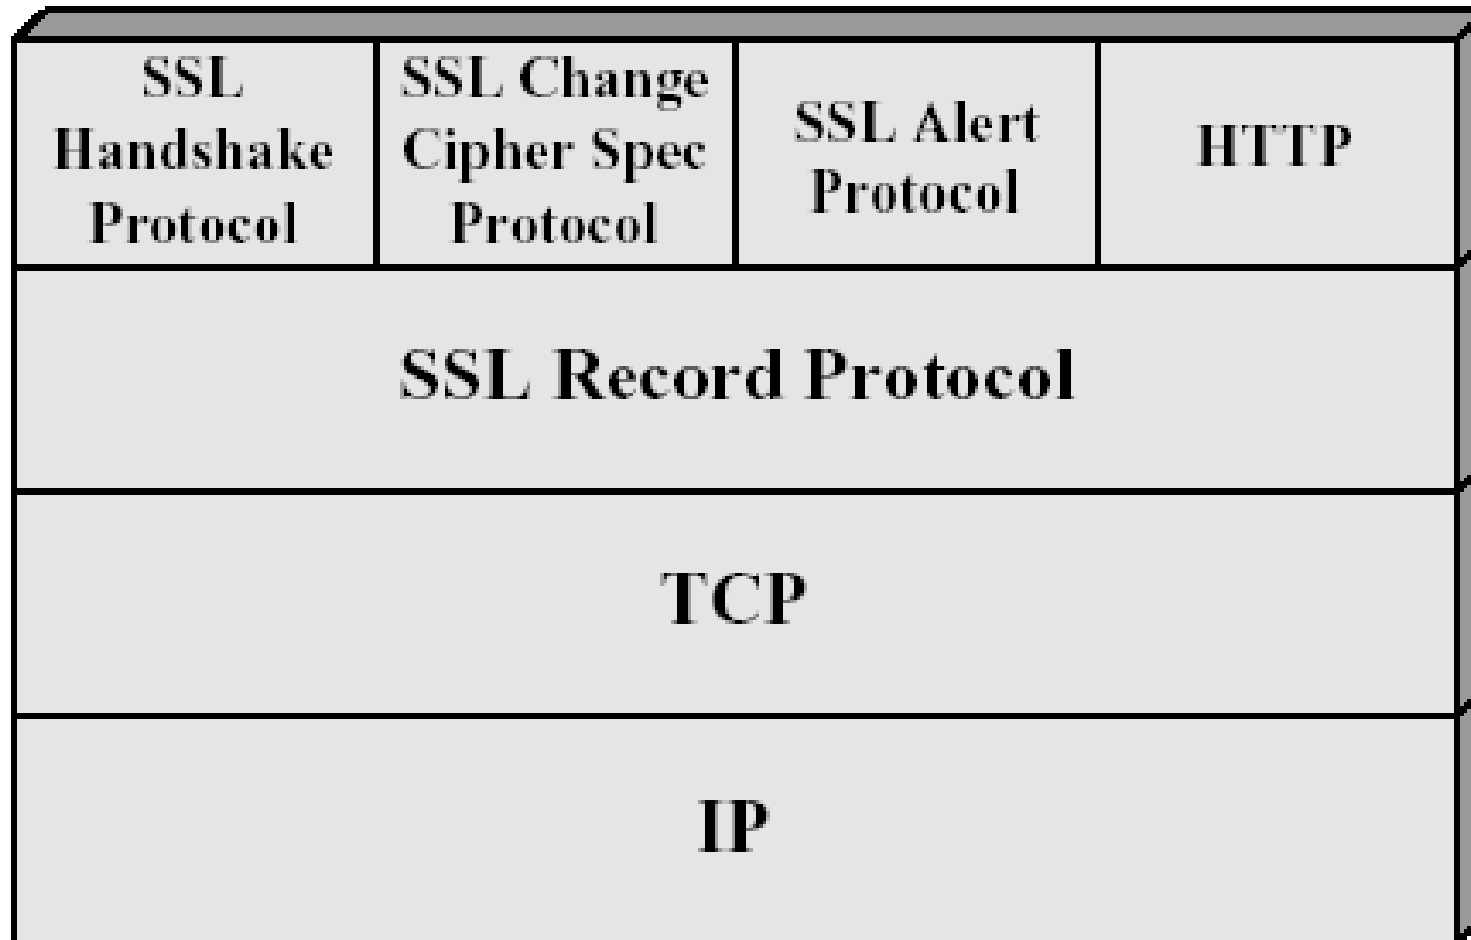 SSL
Handshake
Protocol
SSL Change
Cipher Spec
Protocol
SSL Alert
Protocol
HTTP
SSL Record Protocol
TCP
IP